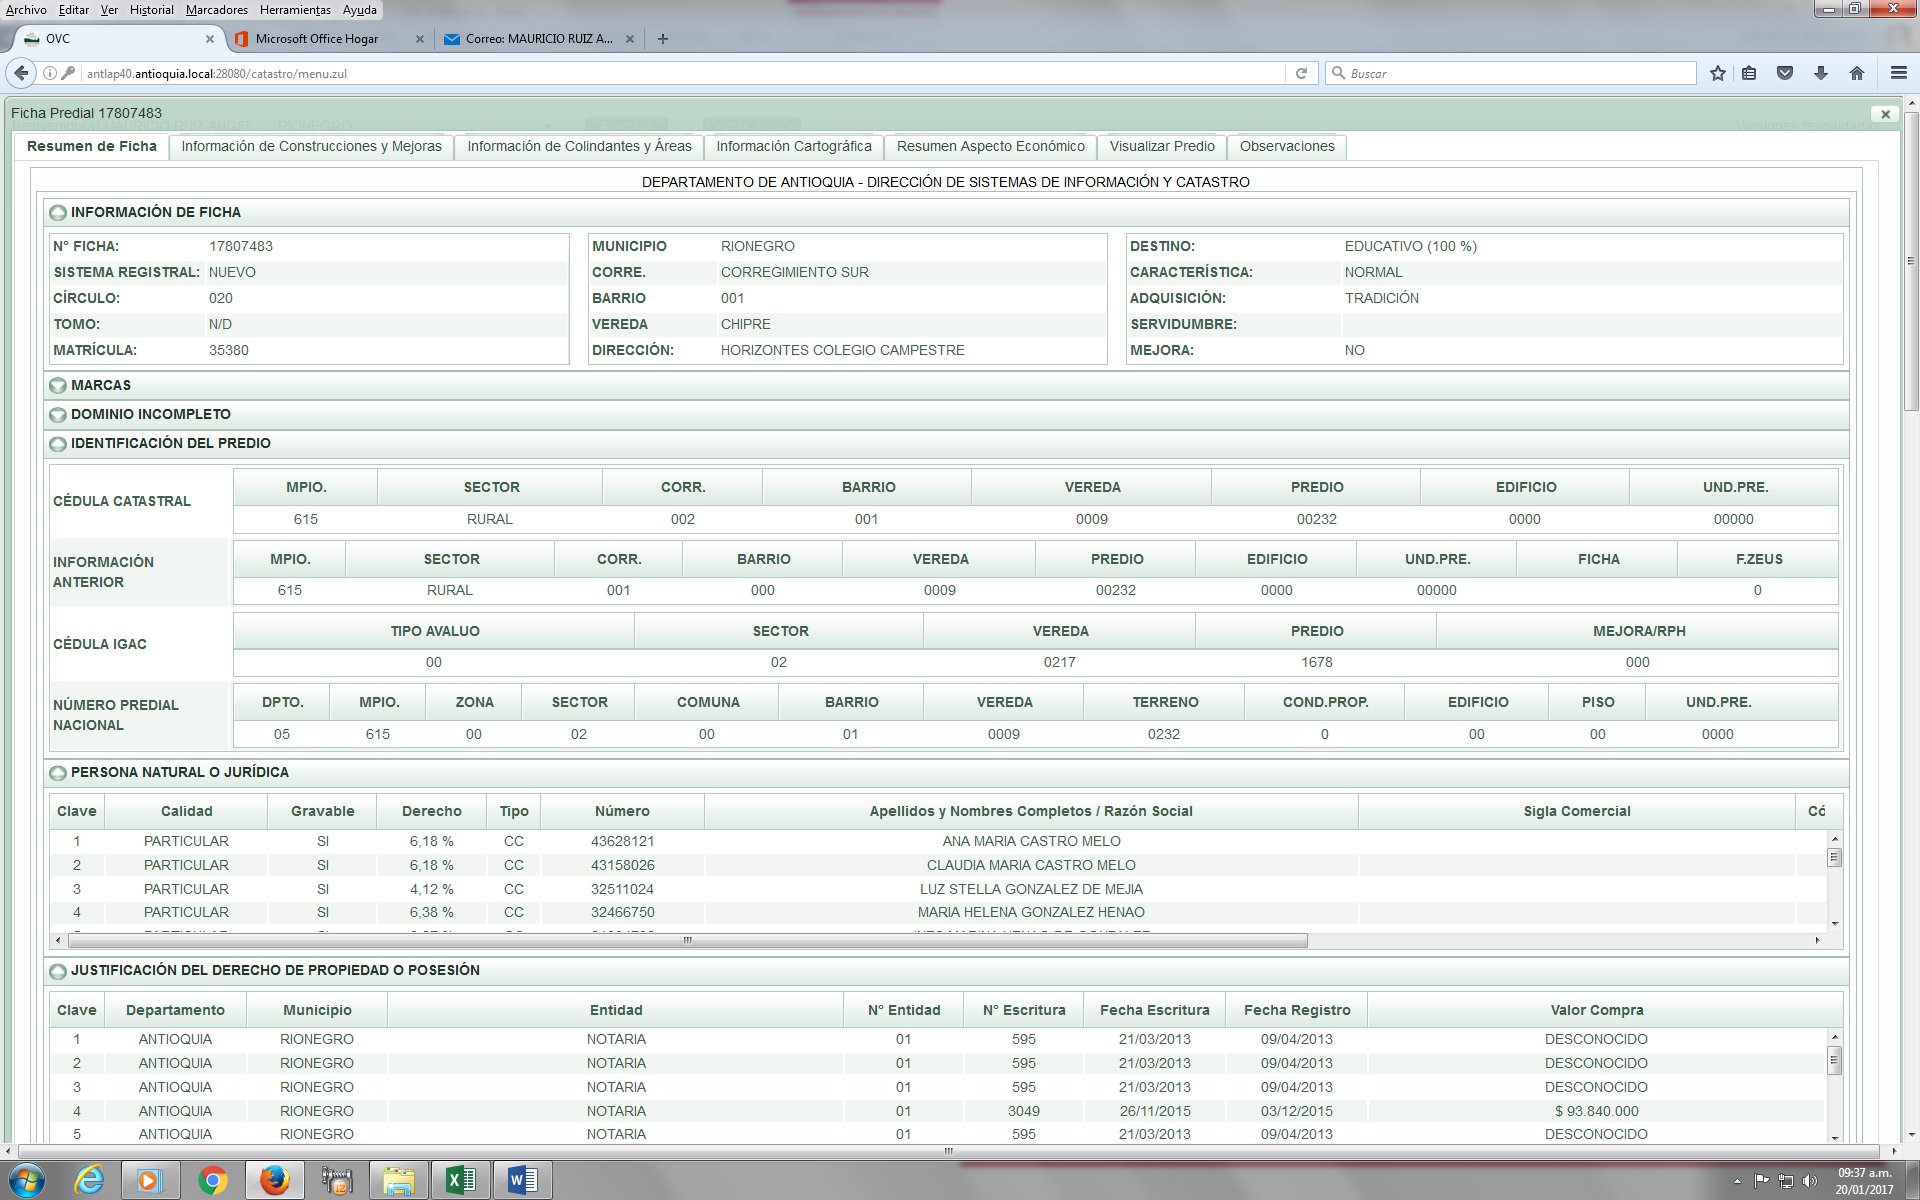 Archivo Editar Ver Historial Marcadores Herramientas Ayuda
OVC Microsoft Office Hogar Correo: MAURICIO RUIZ A...
antlap40.antioquia.local:28080/catastro/menu.zul Buscar
Ficha Predial 17807483
Resumen de Ficha Información de Construcciones y Mejoras Información de Colindantes y Áreas Información Cartográfica Resumen Aspecto Económico Visualizar Predio Observaciones
DEPARTAMENTO DE ANTIOQUIA - DIRECCIÓN DE SISTEMAS DE INFORMACIÓN Y CATASTRO
INFORMACIÓN DE FICHA
N° FICHA: 17807483 MUNICIPIO RIONEGRO DESTINO: EDUCATIVO (100 %)
SISTEMA REGISTRAL: NUEVO CORRE. CORREGIMIENTO SUR CARACTERÍSTICA: NORMAL
CÍRCULO: 020 BARRIO 001 ADQUISICIÓN: TRADICIÓN
TOMO: N/D VEREDA CHIPRE SERVIDUMBRE:
MATRÍCULA: 35380 DIRECCIÓN: HORIZONTES COLEGIO CAMPESTRE MEJORA: NO
MARCAS
DOMINIO INCOMPLETO
IDENTIFICACIÓN DEL PREDIO
CÉDULA CATASTRAL
MPIO. SECTOR CORR. BARRIO VEREDA PREDIO EDIFICIO UND.PRE.
615 RURAL 002 001 0009 00232 0000 00000
INFORMACIÓN ANTERIOR
MPIO. SECTOR CORR. BARRIO VEREDA PREDIO EDIFICIO UND.PRE. FICHA F.ZEUS
615 RURAL 001 000 0009 00232 0000 00000 0
CÉDULA IGAC
TIPO AVALUO SECTOR VEREDA PREDIO MEJORA/RPH
00 02 0217 1678 000
NÚMERO PREDIAL NACIONAL
DPTO. MPIO. ZONA SECTOR COMUNA BARRIO VEREDA TERRENO COND.PROP. EDIFICIO PISO UND.PRE.
05 615 00 02 00 01 0009 0232 0 00 00 0000
PERSONA NATURAL O JURÍDICA
Clave Calidad Gravable Derecho Tipo Número Apellidos y Nombres Completos / Razón Social Sigla Comercial Có
1 PARTICULAR SI 6,18 % CC 43628121 ANA MARIA CASTRO MELO
2 PARTICULAR SI 6,18 % CC 43158026 CLAUDIA MARIA CASTRO MELO
3 PARTICULAR SI 4,12 % CC 32511024 LUZ STELLA GONZALEZ DE MEJIA
4 PARTICULAR SI 6,38 % CC 32466750 MARIA HELENA GONZALEZ HENAO
JUSTIFICACIÓN DEL DERECHO DE PROPIEDAD O POSESIÓN
Clave Departamento Municipio Entidad N° Entidad N° Escritura Fecha Escritura Fecha Registro Valor Compra
1 ANTIOQUIA RIONEGRO NOTARIA 01 595 21/03/2013 09/04/2013 DESCONOCIDO
2 ANTIOQUIA RIONEGRO NOTARIA 01 595 21/03/2013 09/04/2013 DESCONOCIDO
3 ANTIOQUIA RIONEGRO NOTARIA 01 595 21/03/2013 09/04/2013 DESCONOCIDO
4 ANTIOQUIA RIONEGRO NOTARIA 01 3049 26/11/2015 03/12/2015 $ 93.840.000
5 ANTIOQUIA RIONEGRO NOTARIA 01 595 21/03/2013 09/04/2013 DESCONOCIDO
09:37 a.m.
20/01/2017